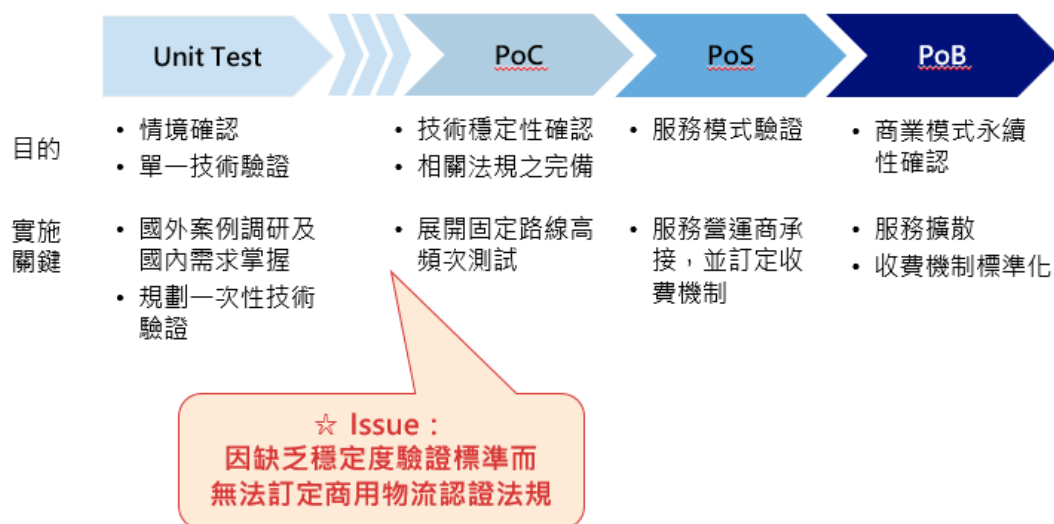 Unit Test
PoC
PoS
PoB
目的
• 情境確認
• 單一技術驗證
• 技術穩定性確認
• 相關法規之完備
• 服務模式驗證
• 商業模式永續
性確認
實施
關鍵
• 國外案例調研及
國內需求掌握
• 規劃一次性技術
驗證
• 展開固定路線高
頻次測試
• 服務營運商承
接，並訂定收
費機制
• 服務擴散
• 收費機制標準化
☆ Issue：
因缺乏穩定度驗證標準而
無法訂定商用物流認證法規